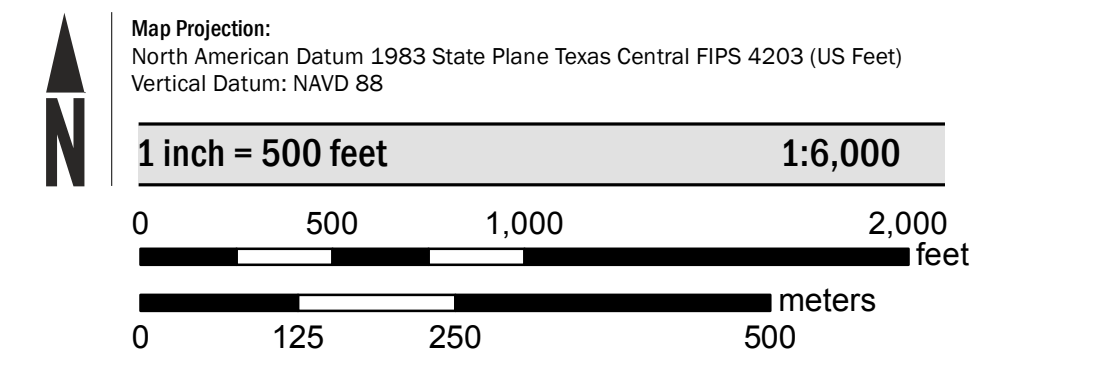 Map Projection:
North American Datum 1983 State Plane Texas Central FIPS 4203 (US Feet)
Vertical Datum: NAVD 88
N
1 inch = 500 feet 1:6,000
0 500 1,000 2,000
feet
meters
0 125 250 500